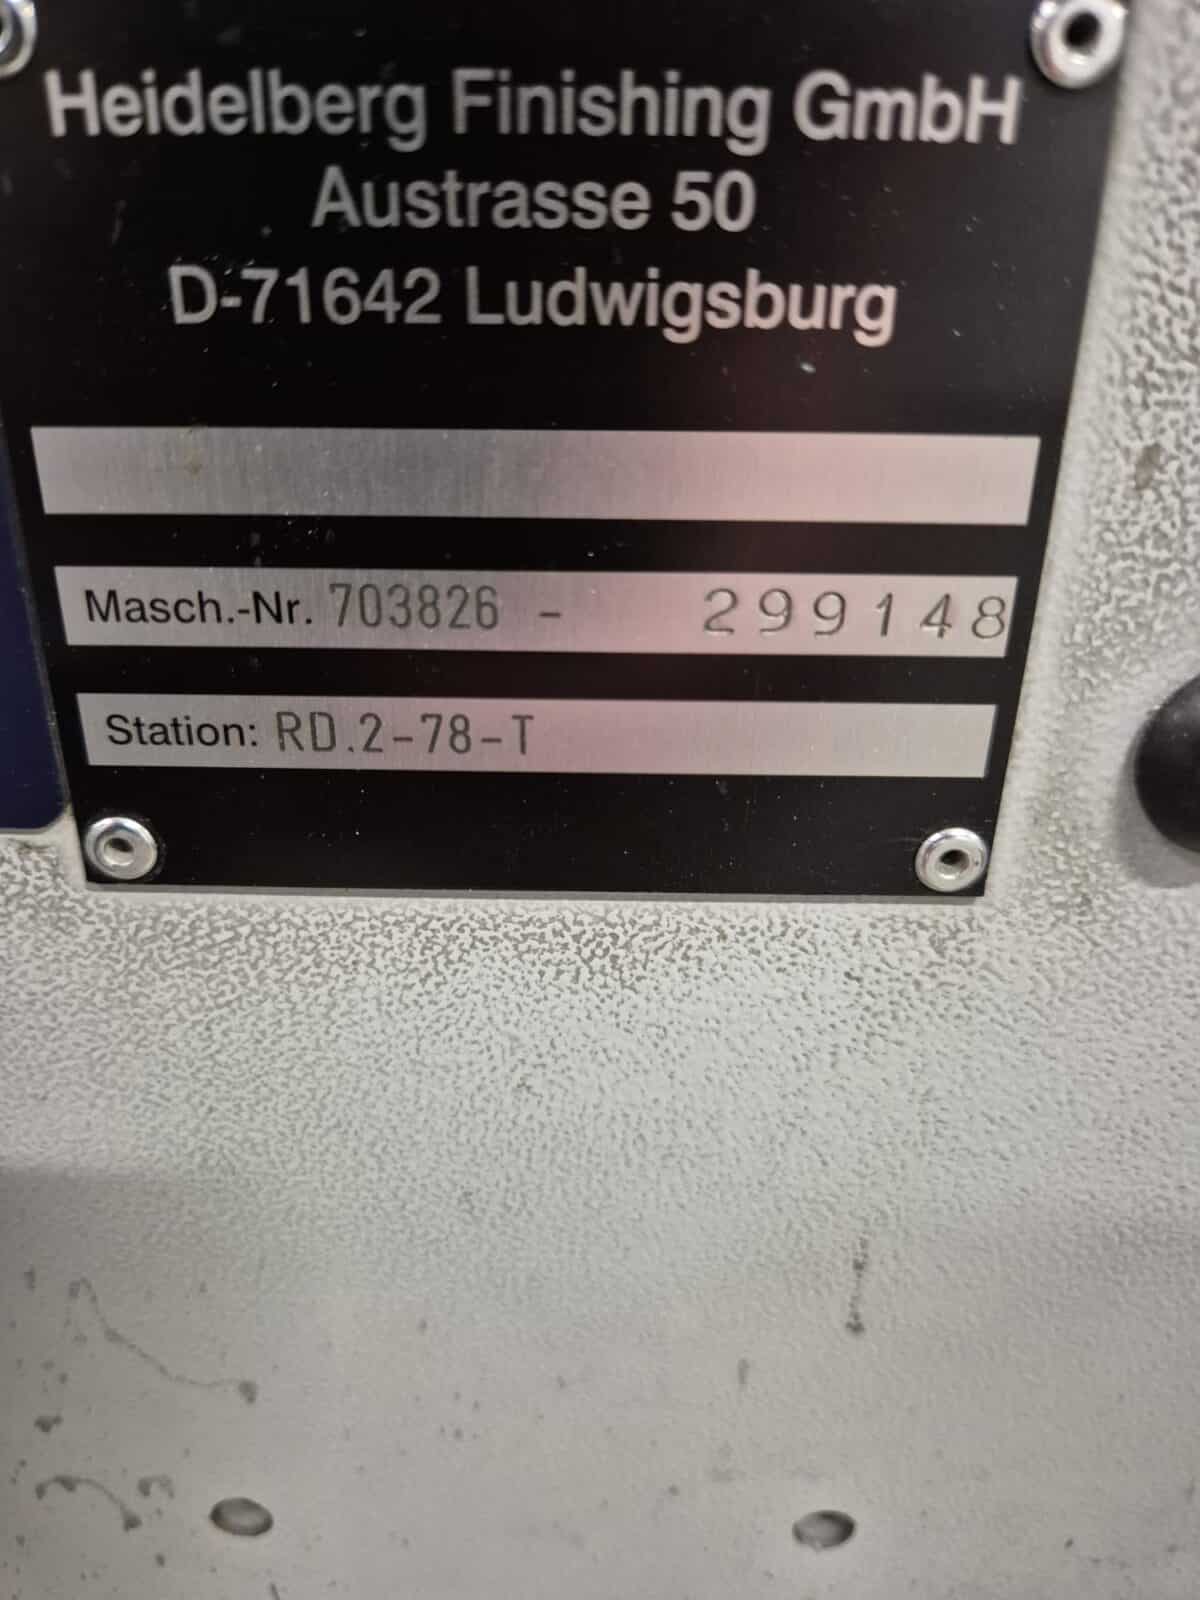 Heidelberg Finishing GmbH
Austrasse 50
D-71642 Ludwigsburg
Masch.-Nr. 703826 - 299148
Station: RD.2-78-T